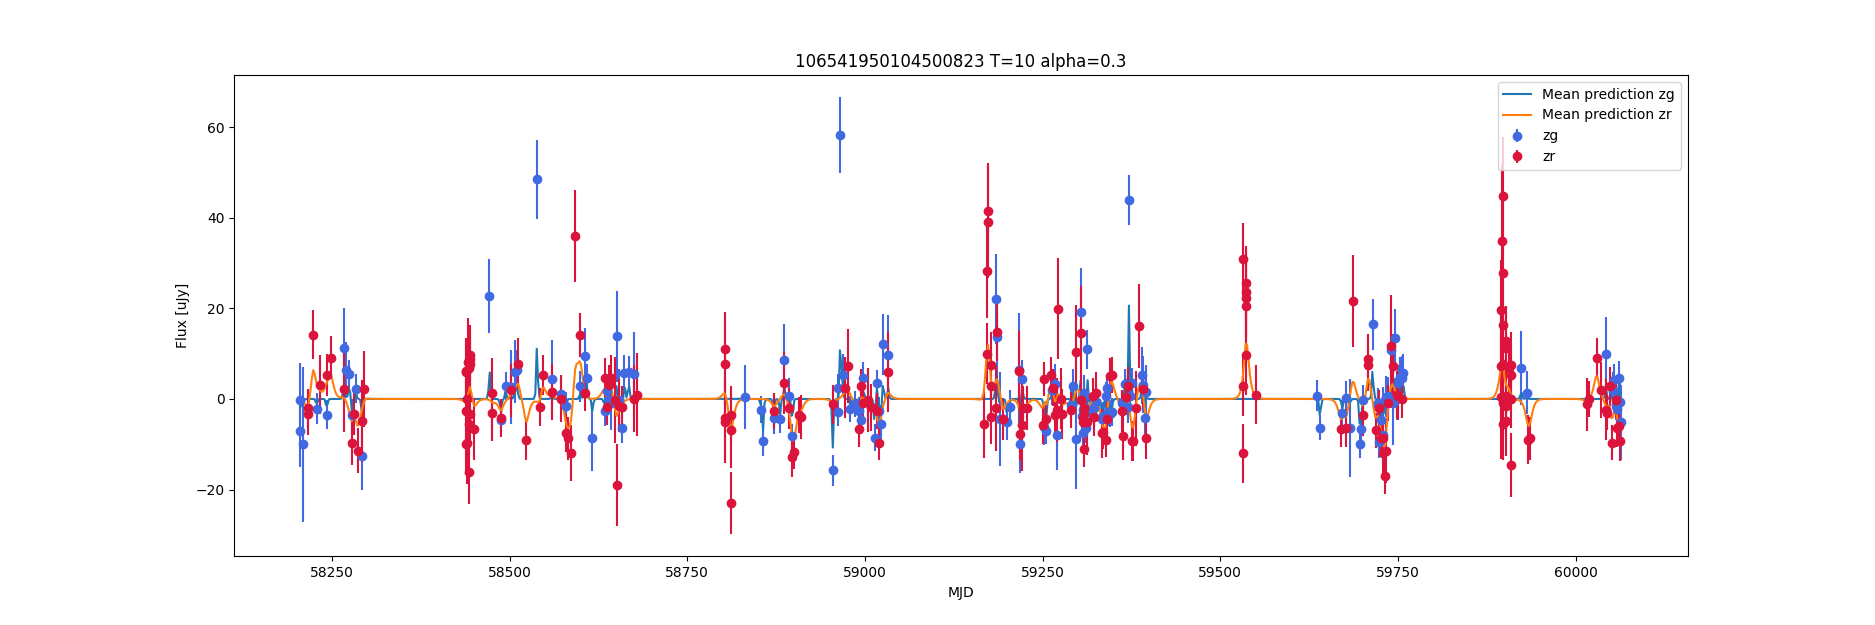 106541950104500823 T=10 alpha=0.3
Mean prediction zg
Mean prediction zr
zg
zr
Flux [uJy]
60
40
20
0
−20
58250 58500 58750 59000 59250 59500 59750 60000
MJD